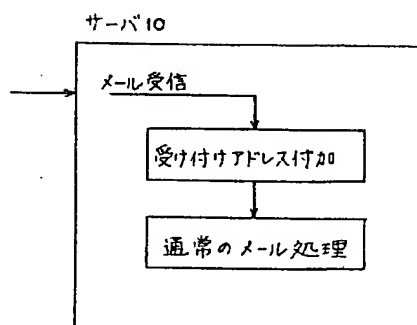 サーバ10
メール受信
受け付けアドレス付加
通常のメール処理